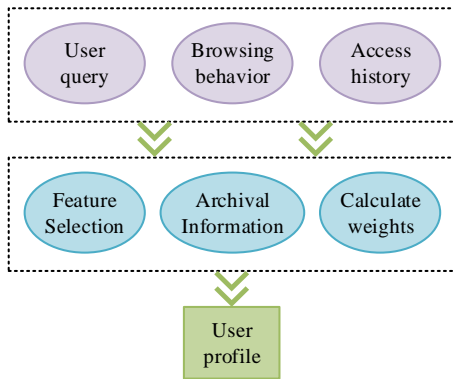 User
query
Browsing
behavior
Access
history
Feature
Selection
Archival
Information
Calculate
weights
User
profile